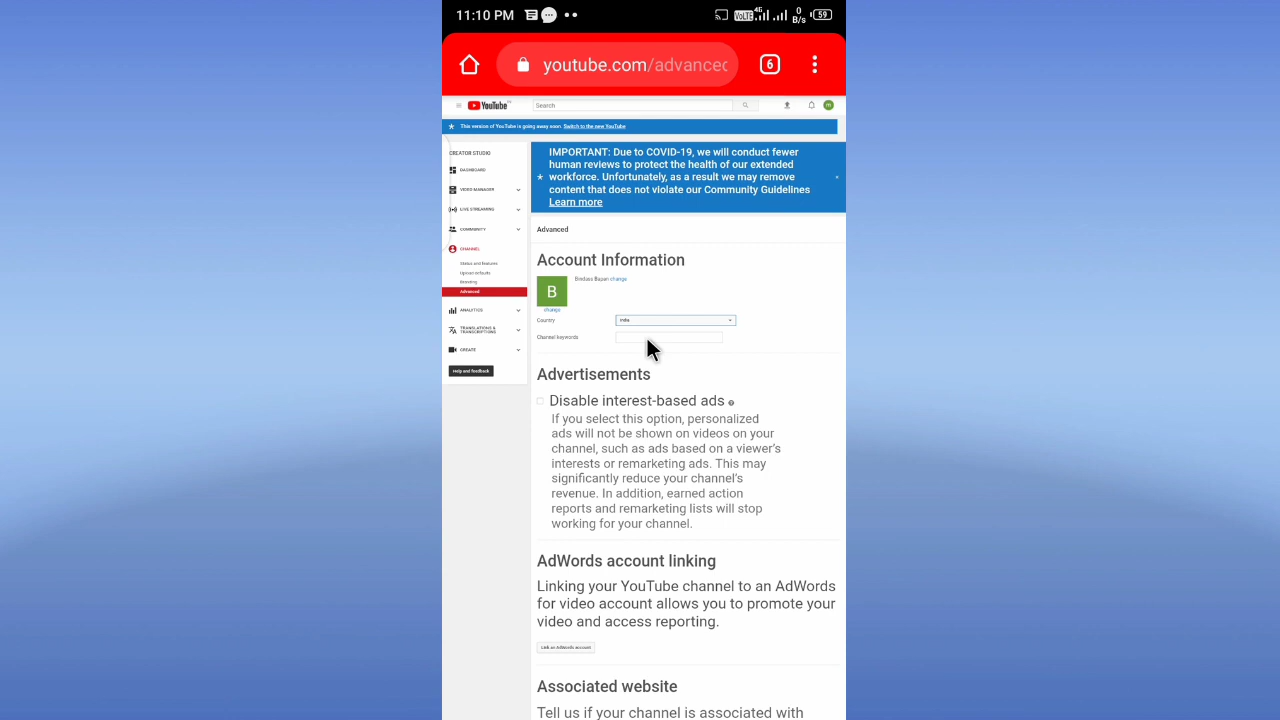 11:10 PM
VoLTE 4G 0 B/s 59
youtube.com/advanced
6
YouTube
Search
This version of YouTube is going away soon. Switch to the new YouTube
CREATOR STUDIO
DASHBOARD
VIDEO MANAGER
LIVE STREAMING
COMMUNITY
CHANNEL
Status and features
Upload defaults
Branding
Advanced
ANALYTICS
TRANSLATIONS &
TRANSCRIPTIONS
CREATE
Help and feedback
IMPORTANT: Due to COVID-19, we will conduct fewer
human reviews to protect the health of our extended
workforce. Unfortunately, as a result we may remove
content that does not violate our Community Guidelines
Learn more
Advanced
Account Information
B
Bindass Bapan change
change
Country India
Channel keywords
Advertisements
Disable interest-based ads
If you select this option, personalized
ads will not be shown on videos on your
channel, such as ads based on a viewer's
interests or remarketing ads. This may
significantly reduce your channel's
revenue. In addition, earned action
reports and remarketing lists will stop
working for your channel.
AdWords account linking
Linking your YouTube channel to an AdWords
for video account allows you to promote your
video and access reporting.
Link an AdWords account
Associated website
Tell us if your channel is associated with